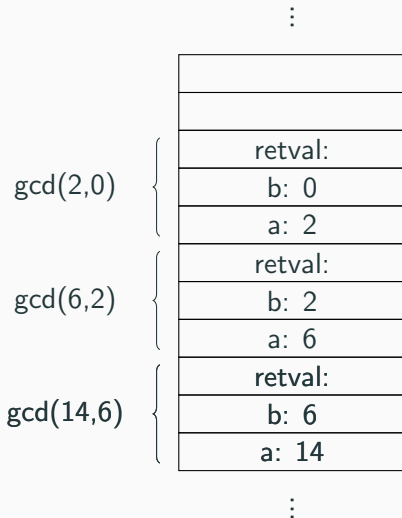 ⋮
retval:
gcd(2,0)
b: 0
a: 2
retval:
gcd(6,2)
b: 2
a: 6
retval:
gcd(14,6)
b: 6
a: 14
⋮